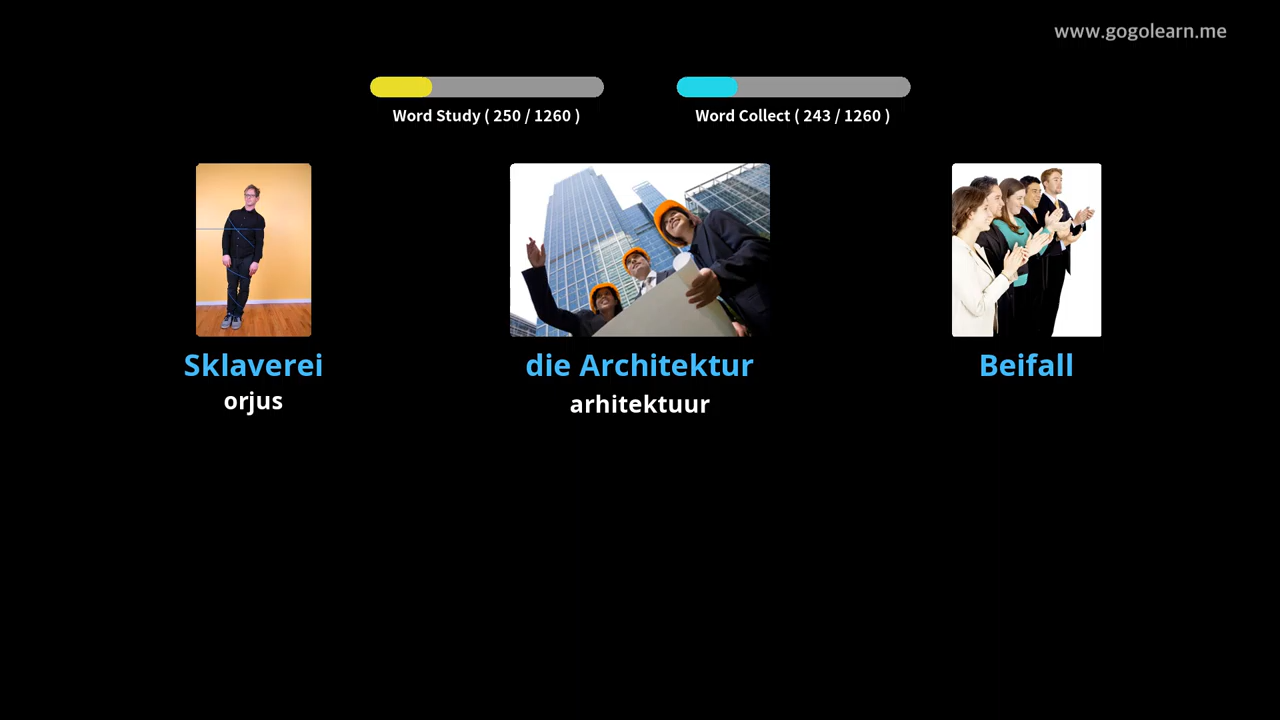 www.gogolearn.me
Word Study ( 250 / 1260 )
Word Collect ( 243 / 1260 )
Sklaverei
orjus
die Architektur
arhitektuur
Beifall